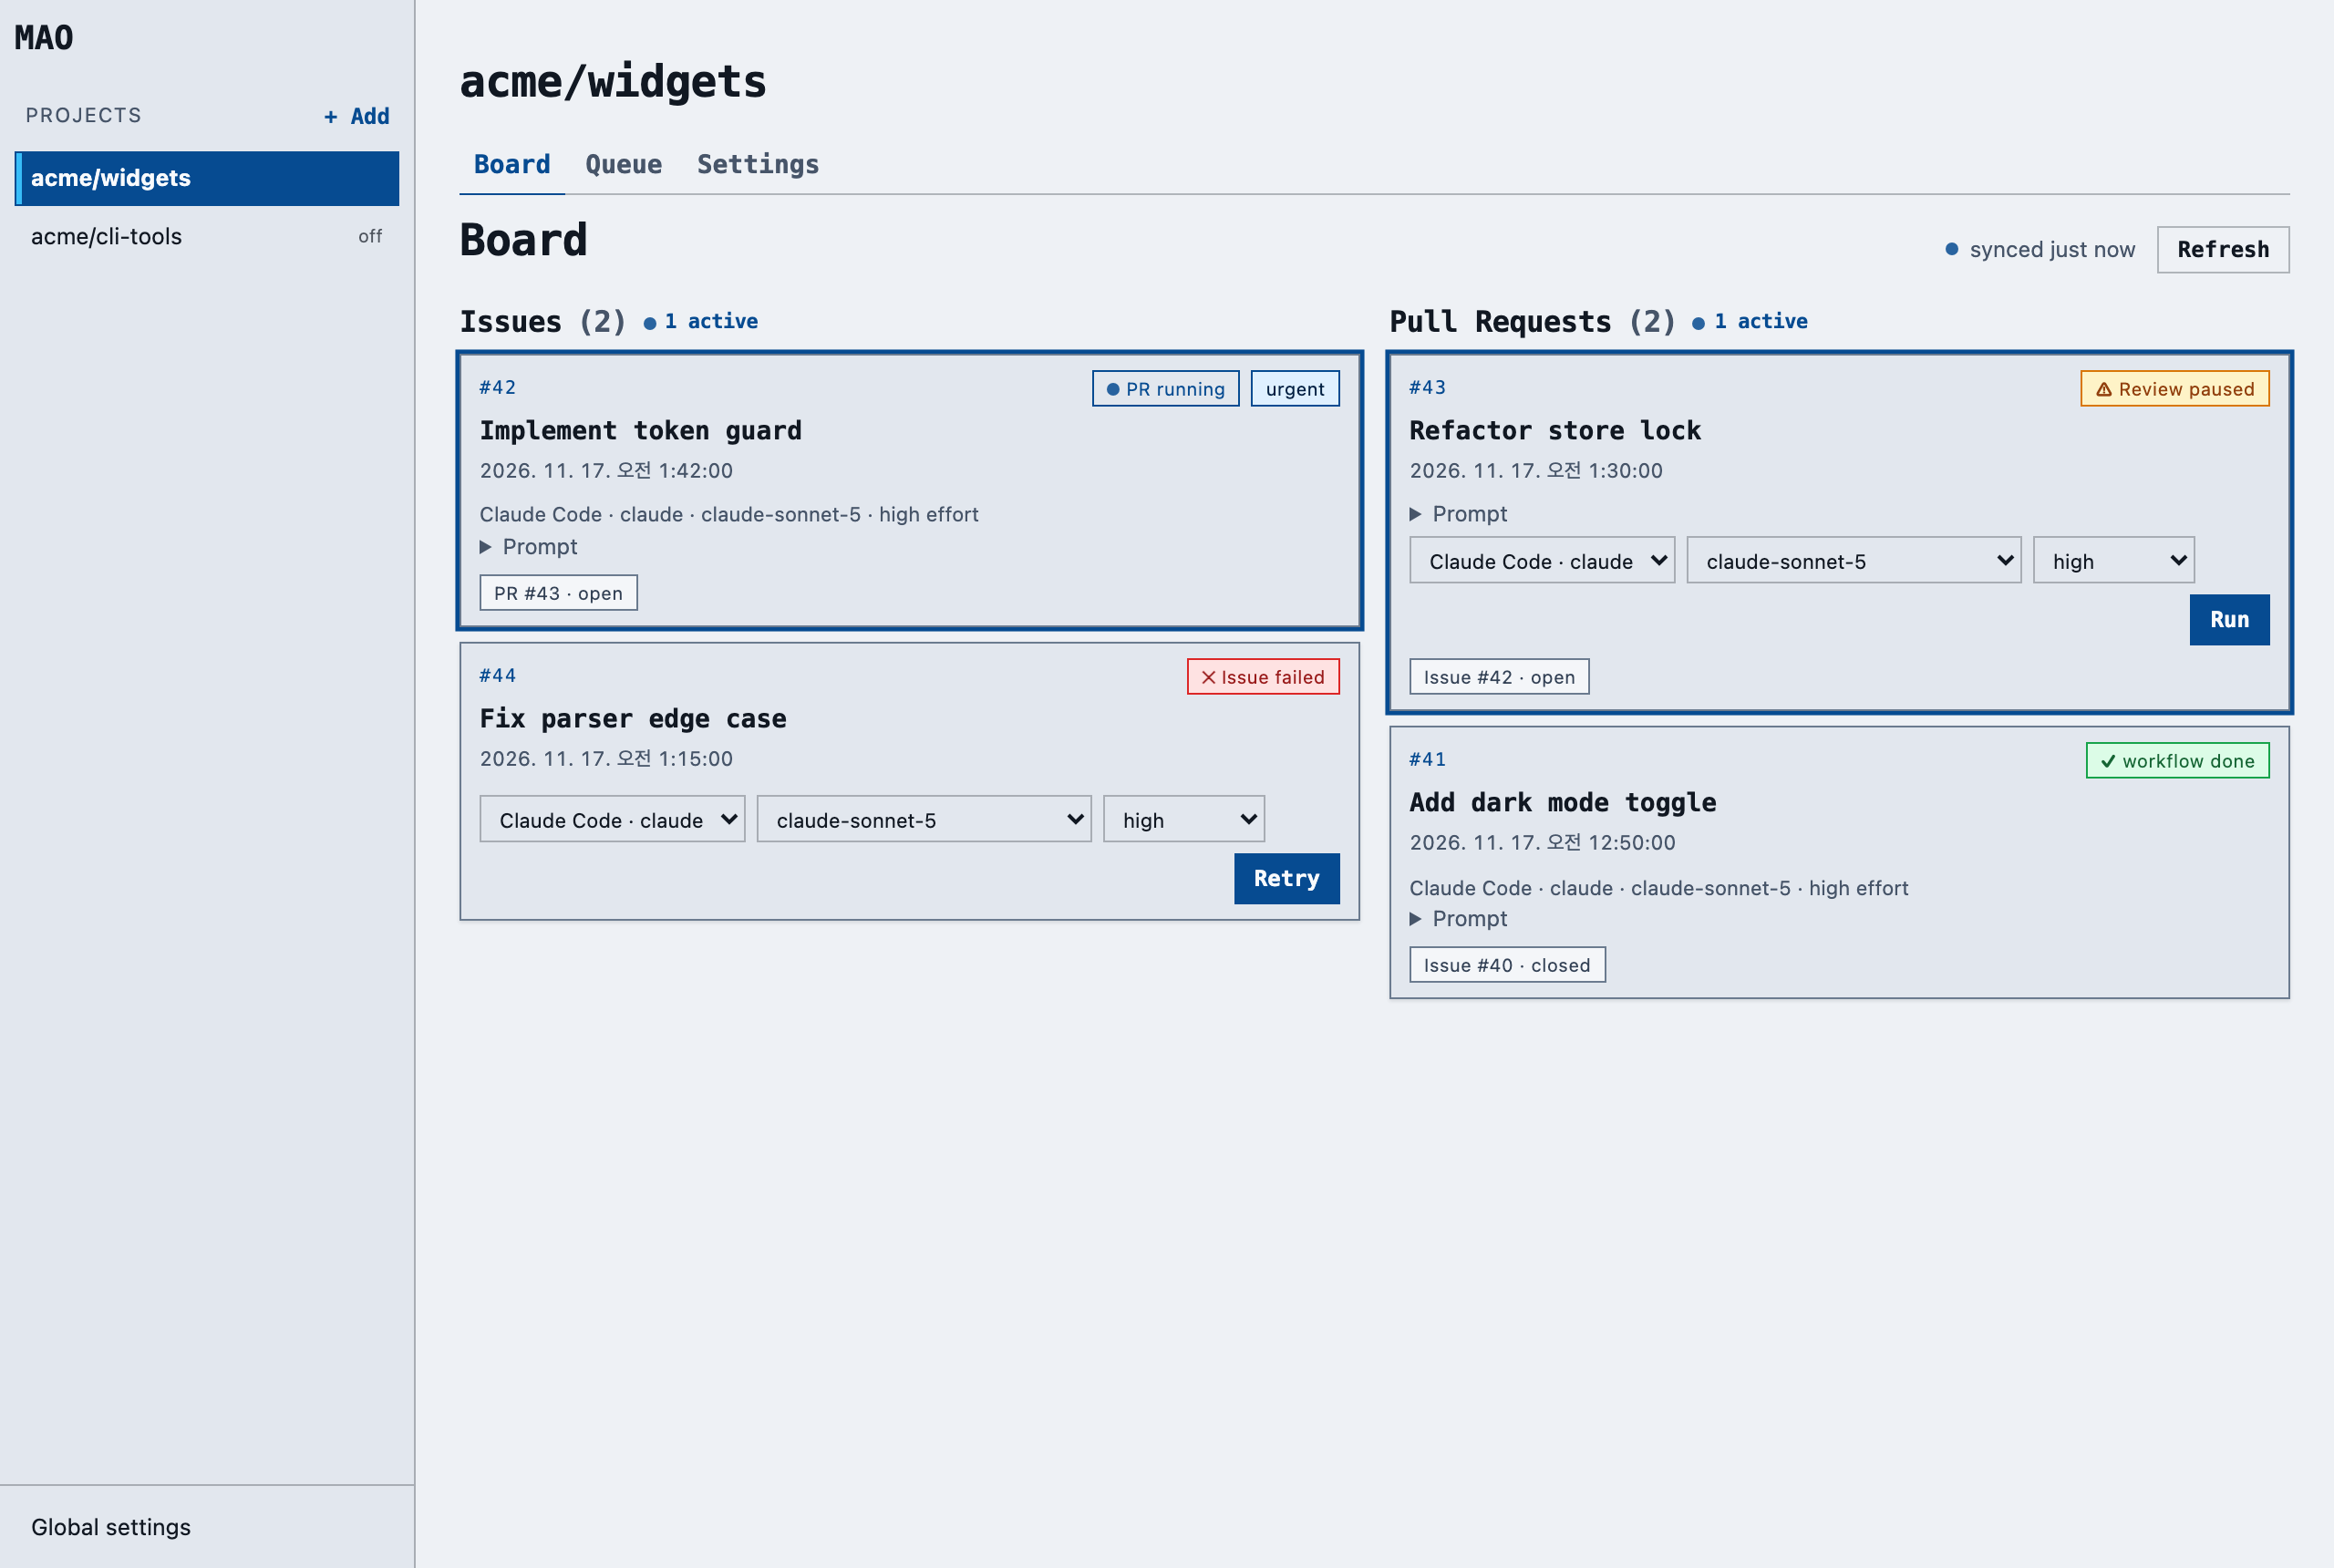 MAO
PROJECTS
+ Add
acme/widgets
acme/cli-tools
off
Global settings
acme/widgets
Board Queue Settings
Board
synced just now
Refresh
Issues (2) 1 active
#42
PR running
urgent
Implement token guard
2026. 11. 17. 오전 1:42:00
Claude Code · claude · claude-sonnet-5 · high effort
Prompt
PR #43 · open
#44
Issue failed
Fix parser edge case
2026. 11. 17. 오전 1:15:00
Claude Code · claude
claude-sonnet-5
high
Retry
Pull Requests (2) 1 active
#43
Review paused
Refactor store lock
2026. 11. 17. 오전 1:30:00
Prompt
Claude Code · claude
claude-sonnet-5
high
Run
Issue #42 · open
#41
workflow done
Add dark mode toggle
2026. 11. 17. 오전 12:50:00
Claude Code · claude · claude-sonnet-5 · high effort
Prompt
Issue #40 · closed